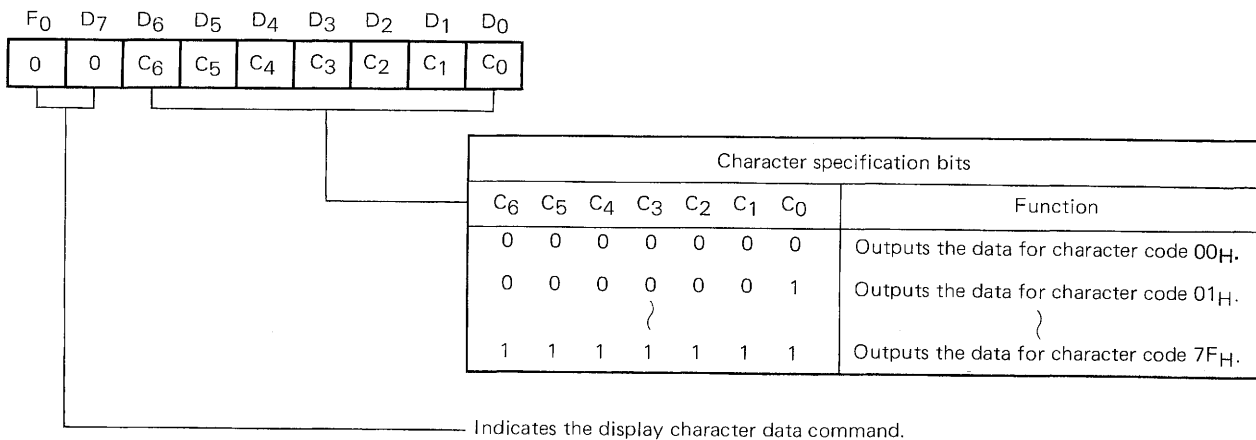 F0 D7 D6 D5 D4 D3 D2 D1 D0
0 0 C6 C5 C4 C3 C2 C1 C0
Character specification bits
C6 C5 C4 C3 C2 C1 C0 Function
0 0 0 0 0 0 0 Outputs the data for character code 00H.
0 0 0 0 0 0 1 Outputs the data for character code 01H.
1 1 1 1 1 1 1 Outputs the data for character code 7FH.
Indicates the display character data command.